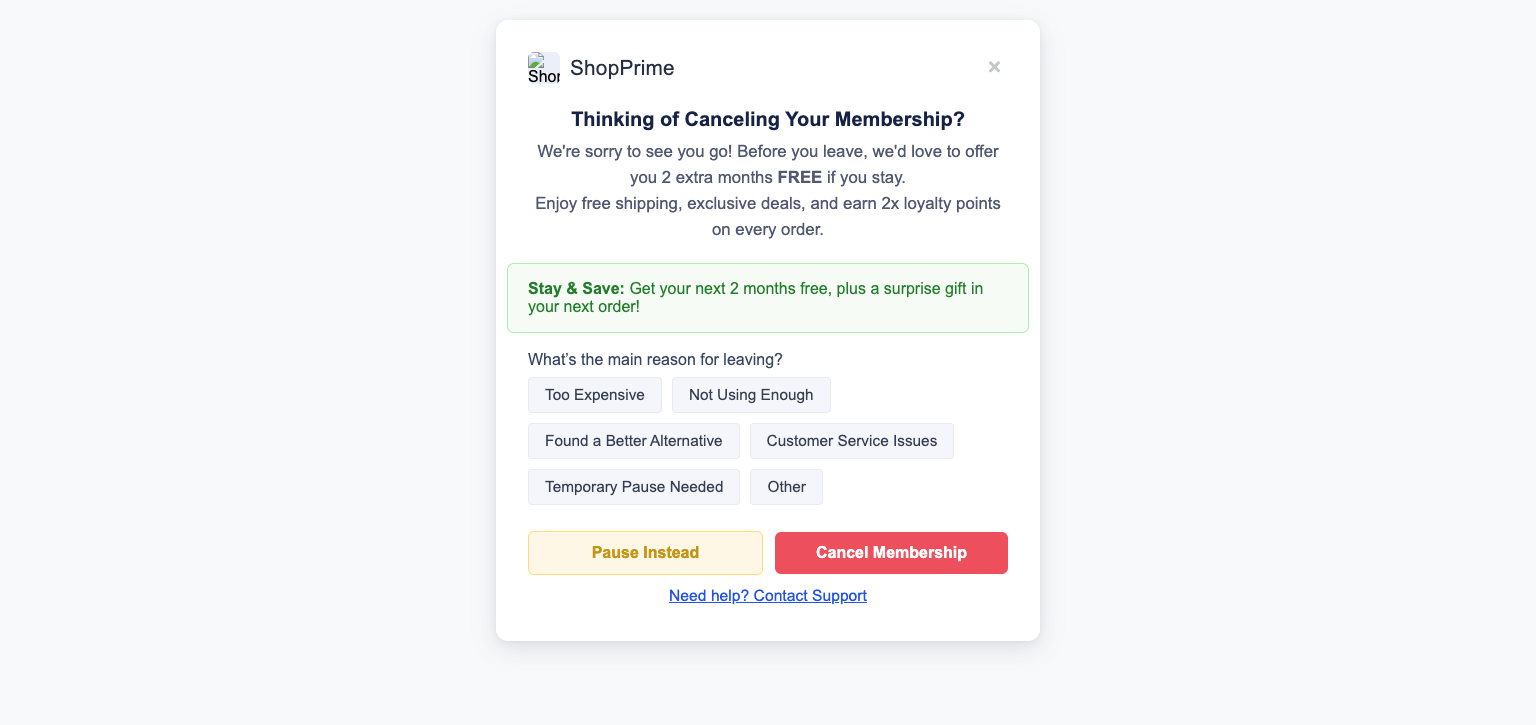 Shop
ShopPrime
×
Thinking of Canceling Your Membership?
We're sorry to see you go! Before you leave, we'd love to offer
you 2 extra months FREE if you stay.
Enjoy free shipping, exclusive deals, and earn 2x loyalty points
on every order.
Stay & Save: Get your next 2 months free, plus a surprise gift in
your next order!
What's the main reason for leaving?
Too Expensive
Not Using Enough
Found a Better Alternative
Customer Service Issues
Temporary Pause Needed
Other
Pause Instead
Cancel Membership
Need help? Contact Support